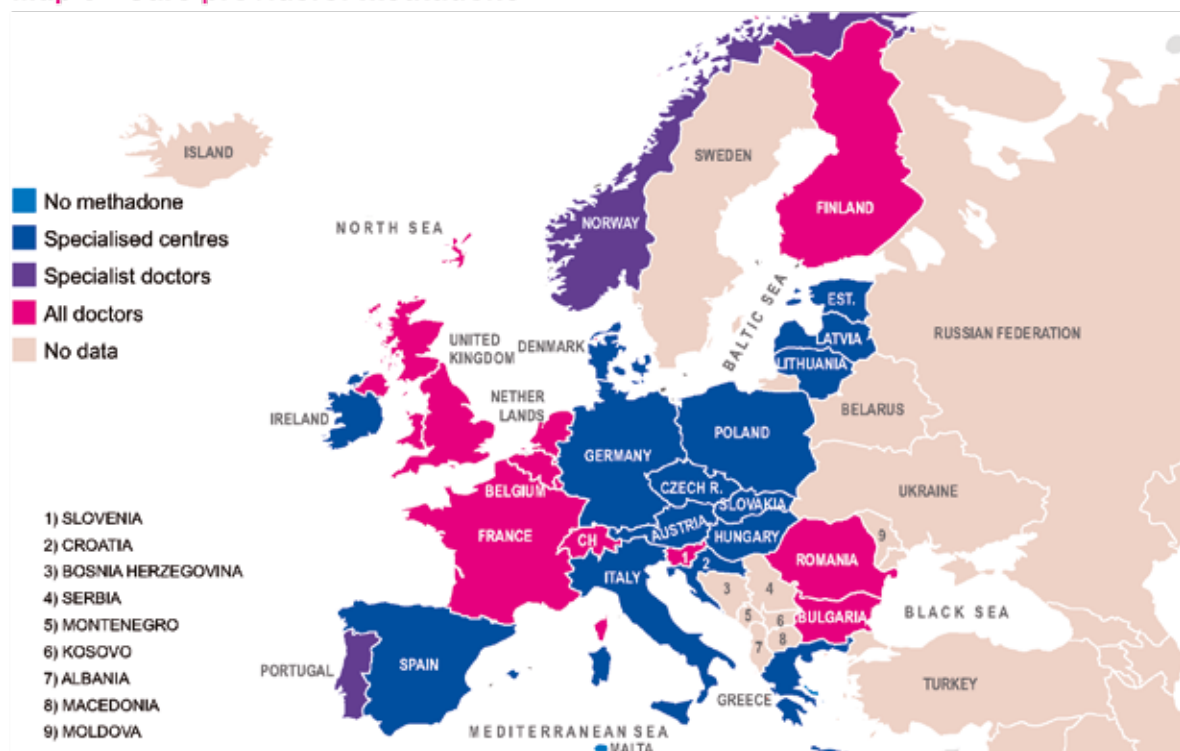 ISLAND
No methadone
Specialised centres
Specialist doctors
All doctors
No data
NORTH SEA
SWEDEN
NORWAY
FINLAND
BALTIC SEA
EST.
LATVIA
LITHUANIA
RUSSIAN FEDERATION
UNITED
KINGDOM
DENMARK
NETHER
LANDS
IRELAND
BELARUS
POLAND
GERMANY
BELGIUM
CZECH R.
SLOVAKIA
UKRAINE
FRANCE
CH
AUSTRIA
HUNGARY
ROMANIA
1
2
3
4
5
6
7
8
9
ITALY
BULGARIA
BLACK SEA
1) SLOVENIA
2) CROATIA
3) BOSNIA HERZEGOVINA
4) SERBIA
5) MONTENEGRO
6) KOSOVO
7) ALBANIA
8) MACEDONIA
9) MOLDOVA
PORTUGAL
SPAIN
GREECE
TURKEY
MEDITERRANEAN SEA
MALTA